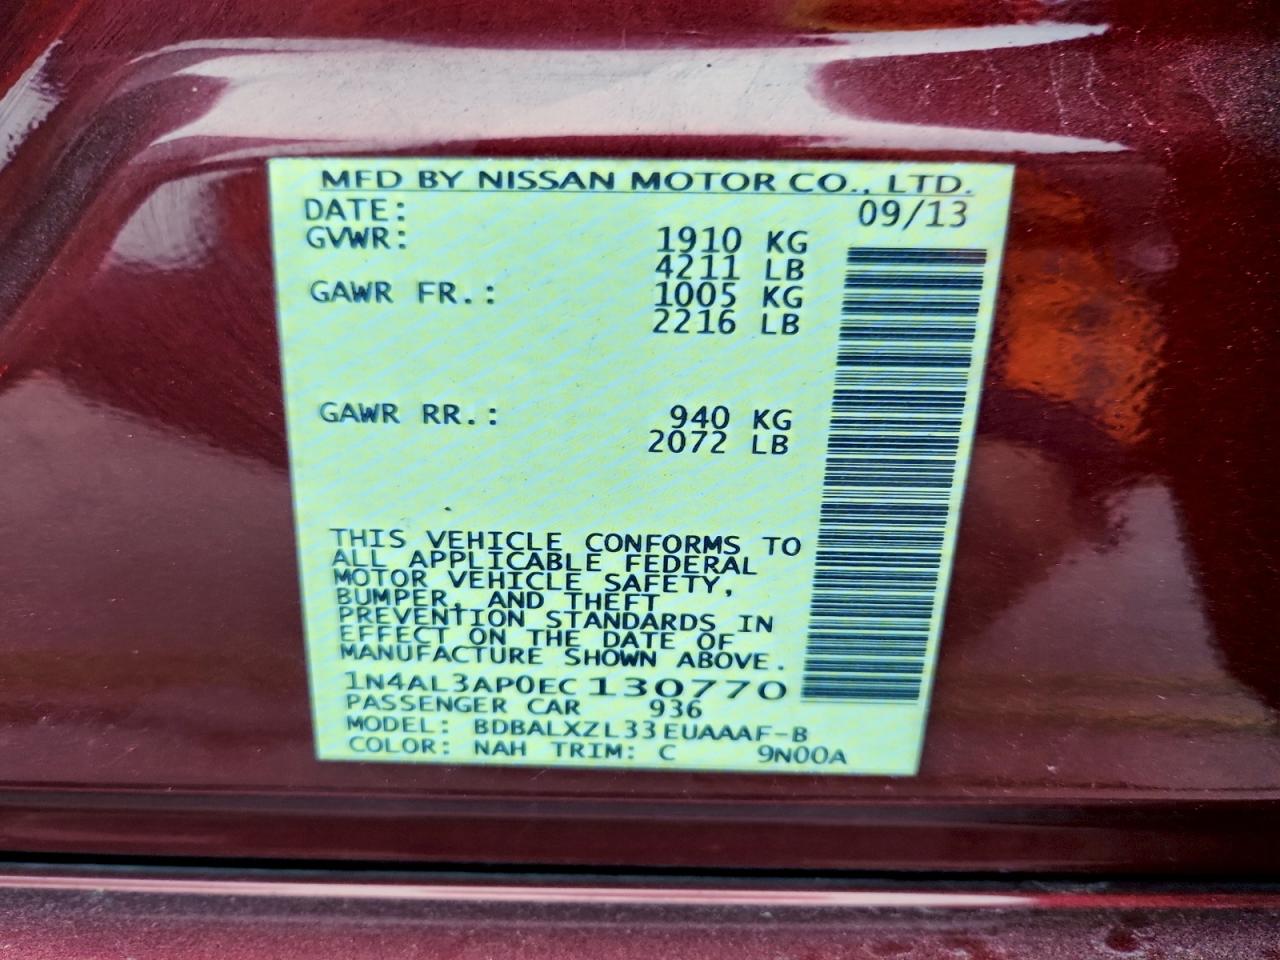 MFD BY NISSAN MOTOR CO., LTD.
DATE: 09/13
GVWR: 1910 KG
4211 LB
GAWR FR.: 1005 KG
2216 LB
GAWR RR.: 940 KG
2072 LB
THIS VEHICLE CONFORMS TO
ALL APPLICABLE FEDERAL
MOTOR VEHICLE SAFETY,
BUMPER, AND THEFT
PREVENTION STANDARDS IN
EFFECT ON THE DATE OF
MANUFACTURE SHOWN ABOVE.
1N4AL3AP0EC130770
PASSENGER CAR 936
MODEL: BDBALXZL33EUAAAF-B
COLOR: NAH TRIM: C 9N00A